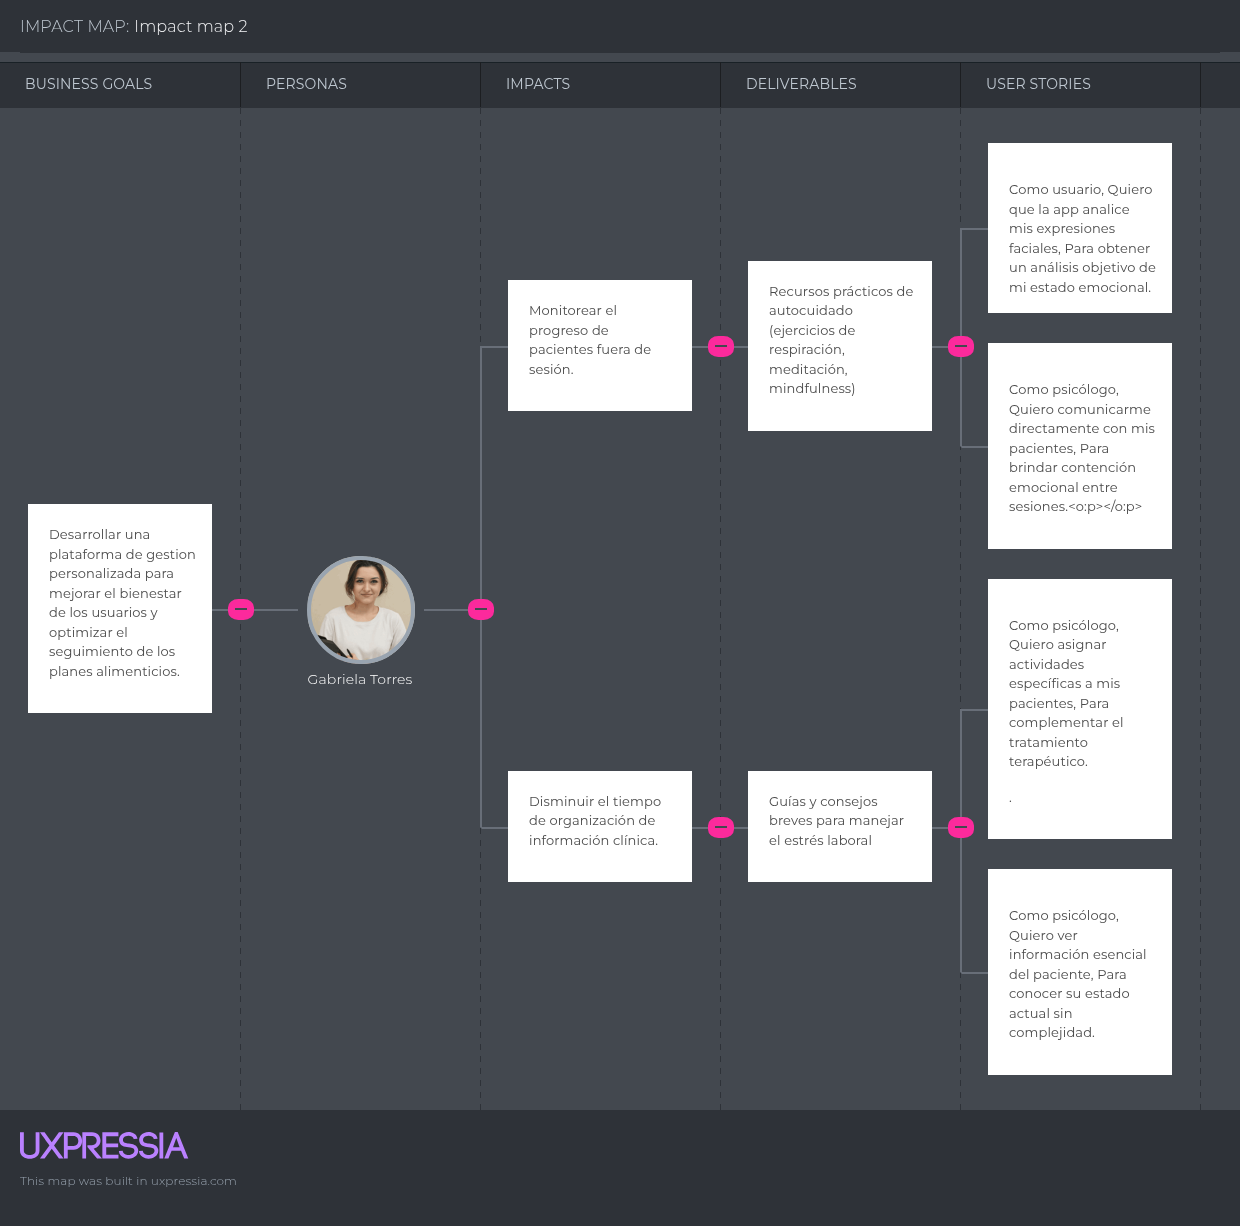 IMPACT MAP: Impact map 2
BUSINESS GOALS
PERSONAS
IMPACTS
DELIVERABLES
USER STORIES
Desarrollar una
plataforma de gestion
personalizada para
mejorar el bienestar
de los usuarios y
optimizar el
seguimiento de los
planes alimenticios.
Gabriela Torres
Monitorear el
progreso de
pacientes fuera de
sesión.
Recursos prácticos de
autocuidado
(ejercicios de
respiración,
meditación,
mindfulness)
Como usuario, Quiero
que la app analice
mis expresiones
faciales, Para obtener
un análisis objetivo de
mi estado emocional.
Como psicólogo,
Quiero comunicarme
directamente con mis
pacientes, Para
brindar contención
emocional entre
sesiones.<o:p></o:p>
Disminuir el tiempo
de organización de
información clínica.
Guías y consejos
breves para manejar
el estrés laboral
Como psicólogo,
Quiero asignar
actividades
específicas a mis
pacientes, Para
complementar el
tratamiento
terapéutico.
.
Como psicólogo,
Quiero ver
información esencial
del paciente, Para
conocer su estado
actual sin
complejidad.
UXPRESSIA
This map was built in uxpressia.com